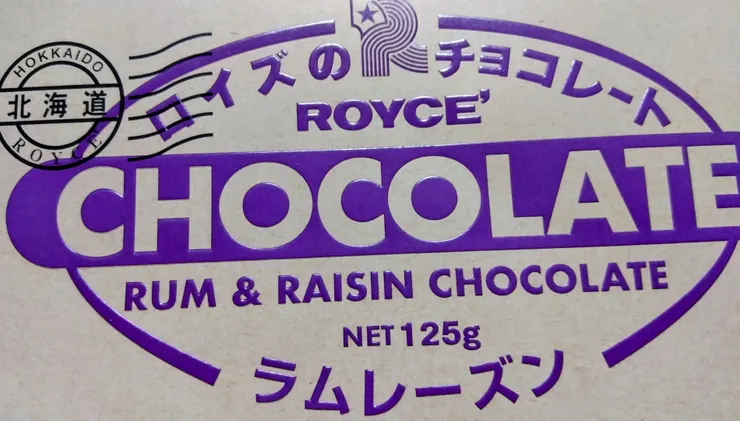 HOKKAIDO
北海道
ROYCE'
R
ロイズのチョコレート
ROYCE'
CHOCOLATE
RUM & RAISIN CHOCOLATE
NET 125g
ラムレーズン